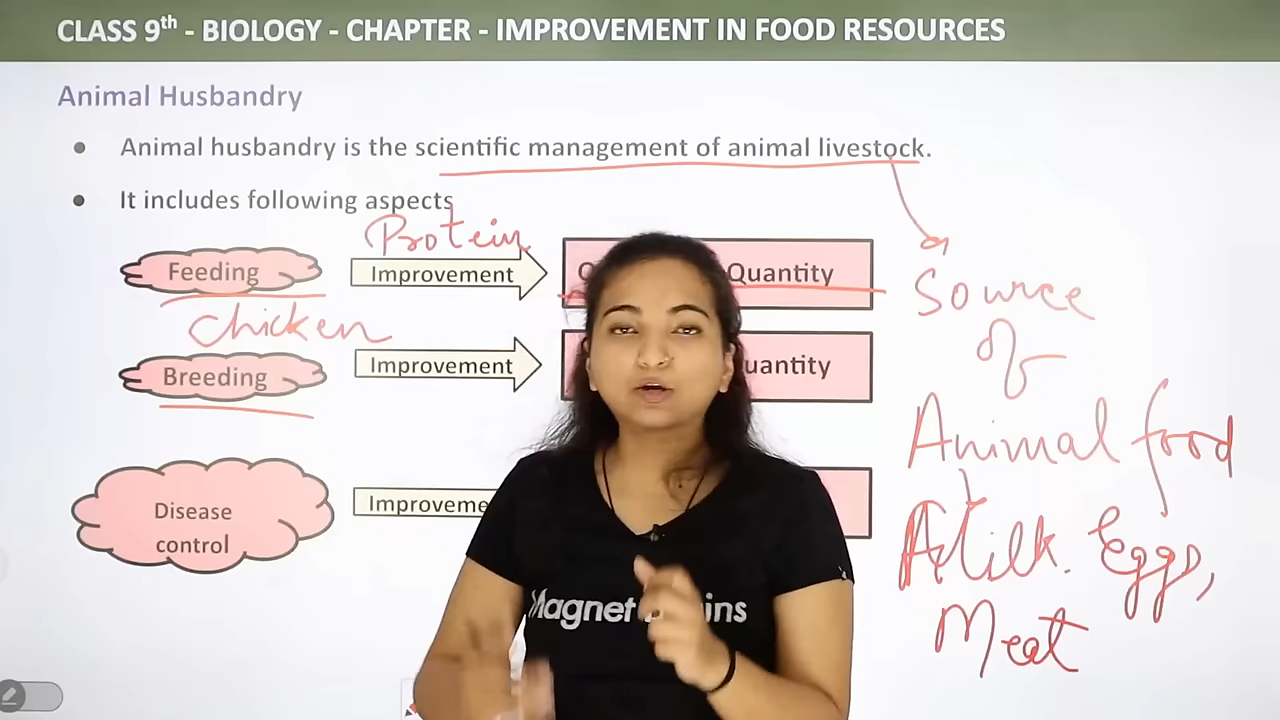 CLASS 9th - BIOLOGY - CHAPTER - IMPROVEMENT IN FOOD RESOURCES
Animal Husbandry
• Animal husbandry is the scientific management of animal livestock.
• It includes following aspects
Protein
Feeding
Improvement
Quantity
chicken
Breeding
Improvement
uantity
Disease
control
Improveme
Source
of
Animal food
Milk. Eggs,
Meat
Magnet
ins